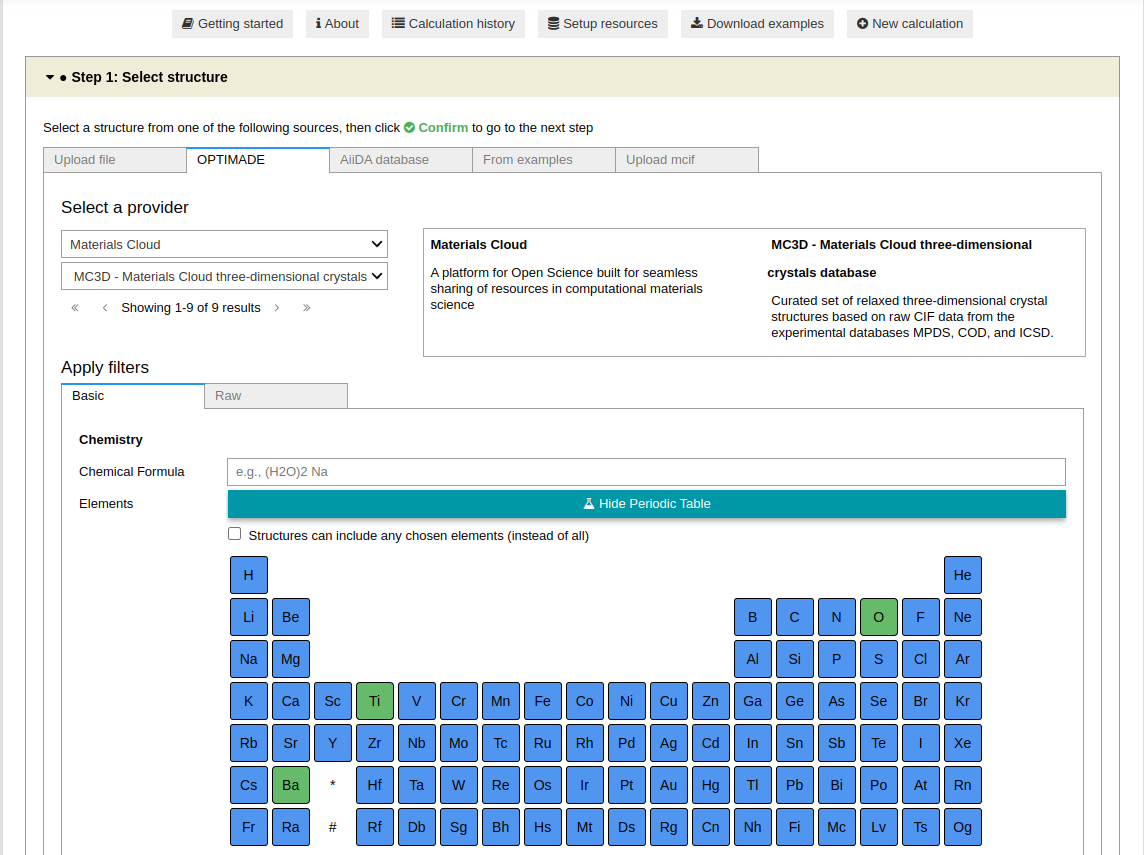 Getting started About Calculation history Setup resources Download examples New calculation
Step 1: Select structure
Select a structure from one of the following sources, then click Confirm to go to the next step
Upload file OPTIMADE AiiDA database From examples Upload mcif
Select a provider
Materials Cloud
MC3D - Materials Cloud three-dimensional crystals
« ‹ Showing 1-9 of 9 results › »
Materials Cloud
A platform for Open Science built for seamless
sharing of resources in computational materials
science
MC3D - Materials Cloud three-dimensional
crystals database
Curated set of relaxed three-dimensional crystal
structures based on raw CIF data from the
experimental databases MPDS, COD, and ICSD.
Apply filters
Basic Raw
Chemistry
Chemical Formula e.g., (H2O)2 Na
Elements Hide Periodic Table
Structures can include any chosen elements (instead of all)
H He
Li Be B C N O F Ne
Na Mg Al Si P S Cl Ar
K Ca Sc Ti V Cr Mn Fe Co Ni Cu Zn Ga Ge As Se Br Kr
Rb Sr Y Zr Nb Mo Tc Ru Rh Pd Ag Cd In Sn Sb Te I Xe
Cs Ba * Hf Ta W Re Os Ir Pt Au Hg Tl Pb Bi Po At Rn
Fr Ra # Rf Db Sg Bh Hs Mt Ds Rg Cn Nh Fi Mc Lv Ts Og